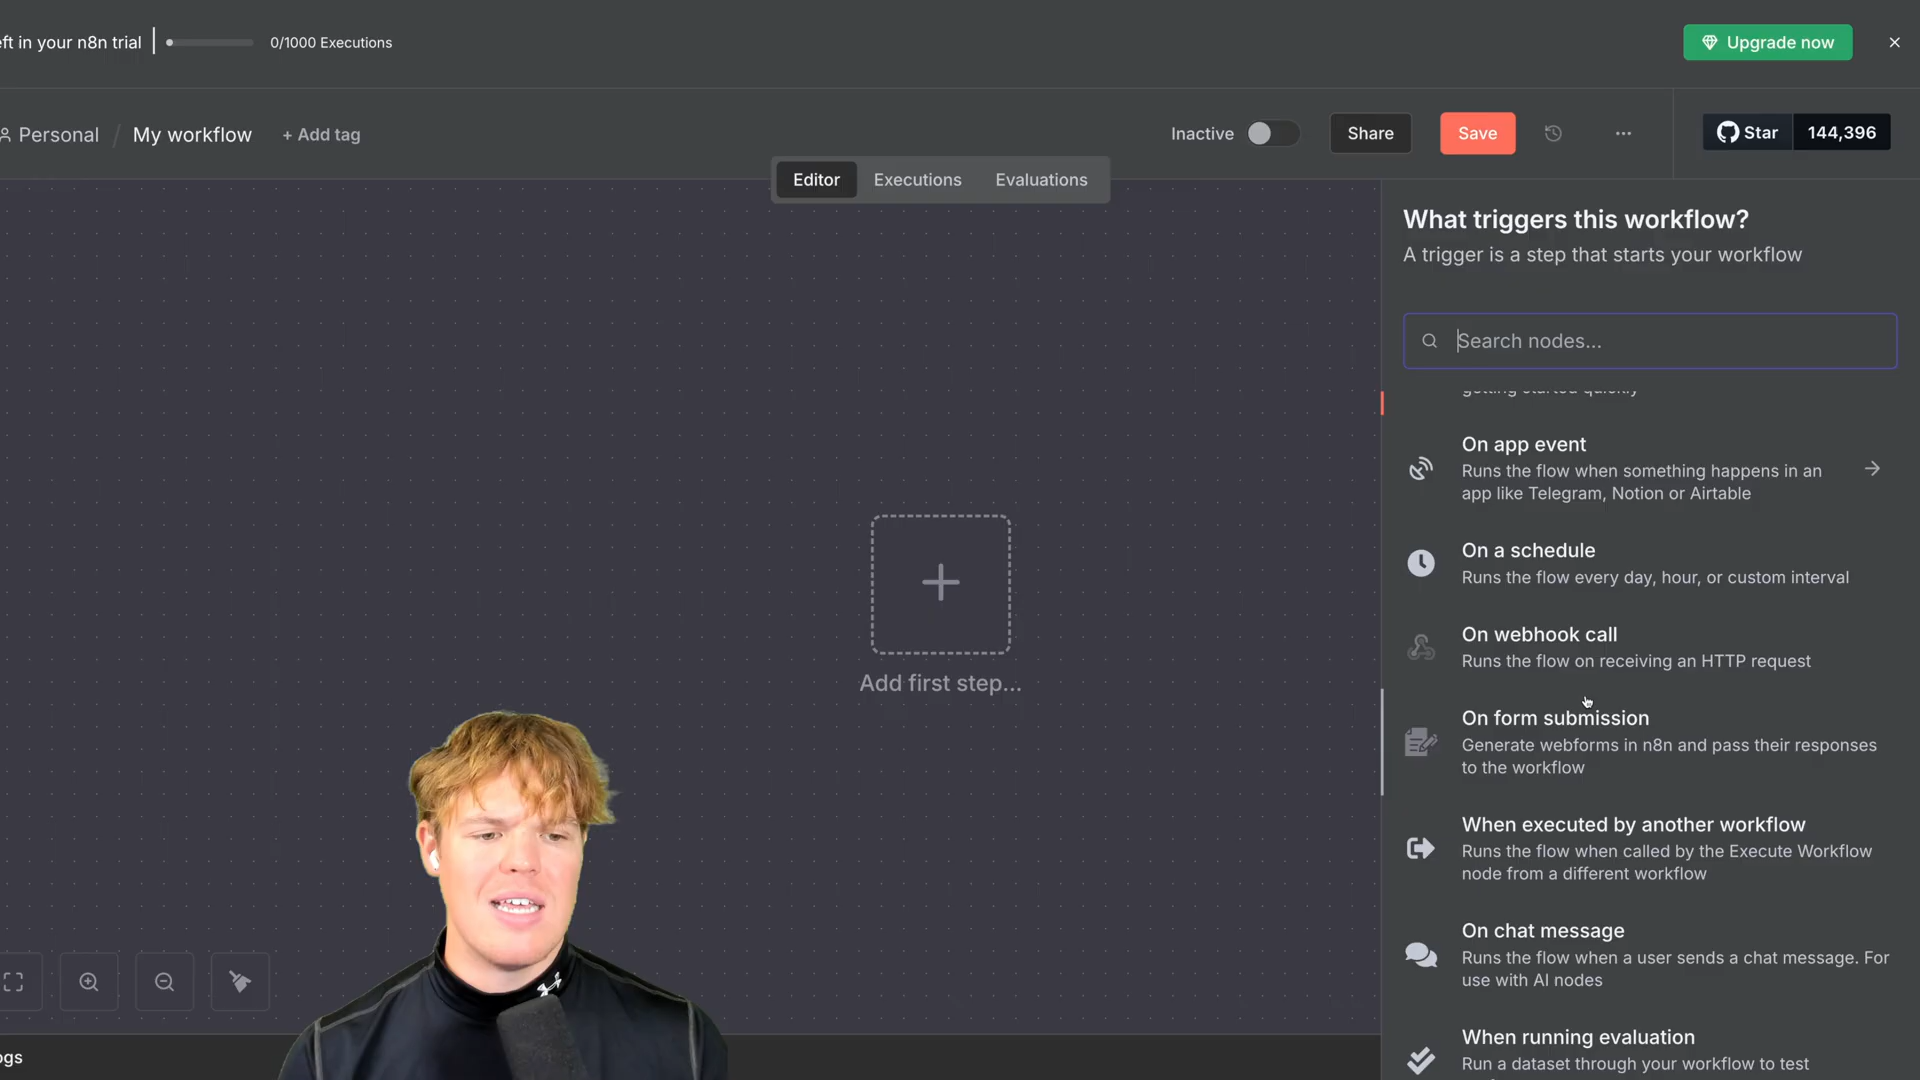 eft in your n8n trial
0/1000 Executions
Upgrade now
Personal / My workflow + Add tag
Inactive
Share
Save
Star 144,396
Editor Executions Evaluations
What triggers this workflow?
A trigger is a step that starts your workflow
Search nodes...
getting started quickly
On app event
Runs the flow when something happens in an
app like Telegram, Notion or Airtable
On a schedule
Runs the flow every day, hour, or custom interval
On webhook call
Runs the flow on receiving an HTTP request
On form submission
Generate webforms in n8n and pass their responses
to the workflow
When executed by another workflow
Runs the flow when called by the Execute Workflow
node from a different workflow
On chat message
Runs the flow when a user sends a chat message. For
use with AI nodes
When running evaluation
Run a dataset through your workflow to test
Add first step...
ogs